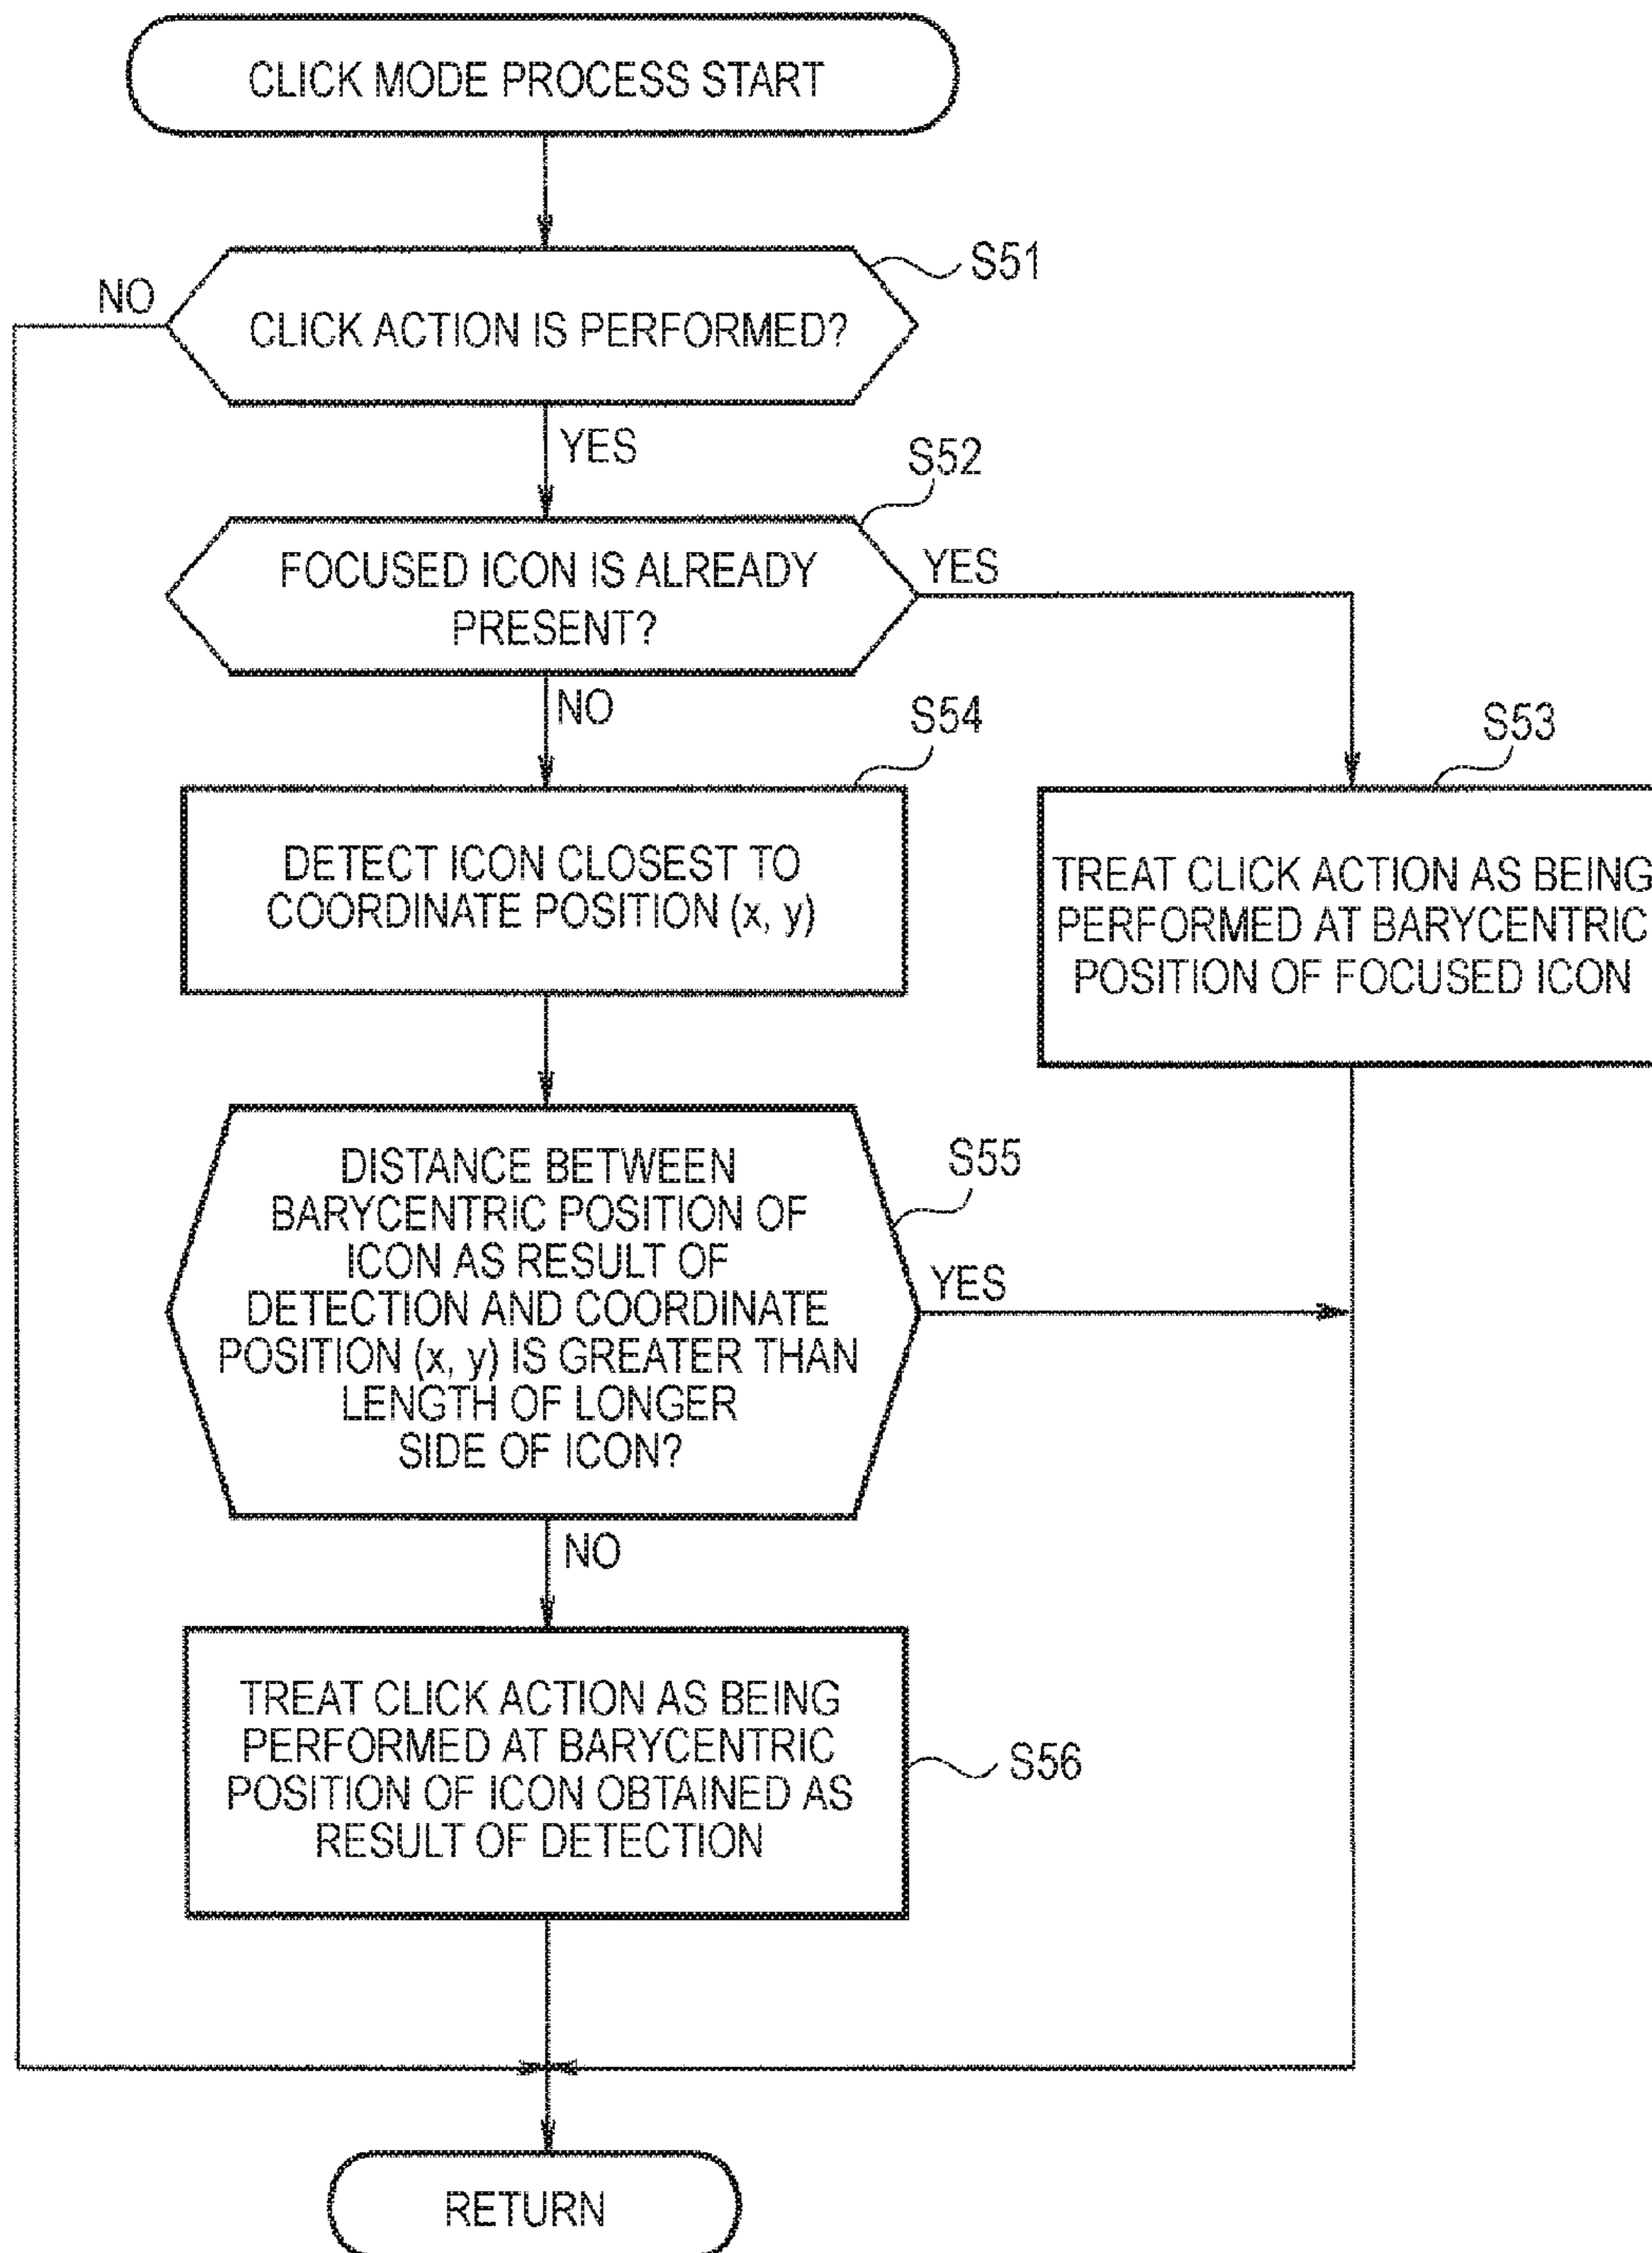 CLICK MODE PROCESS START
S51
NO
CLICK ACTION IS PERFORMED?
YES
S52
FOCUSED ICON IS ALREADY
PRESENT?
YES
NO
S54
S53
DETECT ICON CLOSEST TO
COORDINATE POSITION (x, y)
TREAT CLICK ACTION AS BEING
PERFORMED AT BARYCENTRIC
POSITION OF FOCUSED ICON
DISTANCE BETWEEN
BARYCENTRIC POSITION OF
ICON AS RESULT OF
DETECTION AND COORDINATE
POSITION (x, y) IS GREATER THAN
LENGTH OF LONGER
SIDE OF ICON?
S55
YES
NO
TREAT CLICK ACTION AS BEING
PERFORMED AT BARYCENTRIC
POSITION OF ICON OBTAINED AS
RESULT OF DETECTION
S56
RETURN